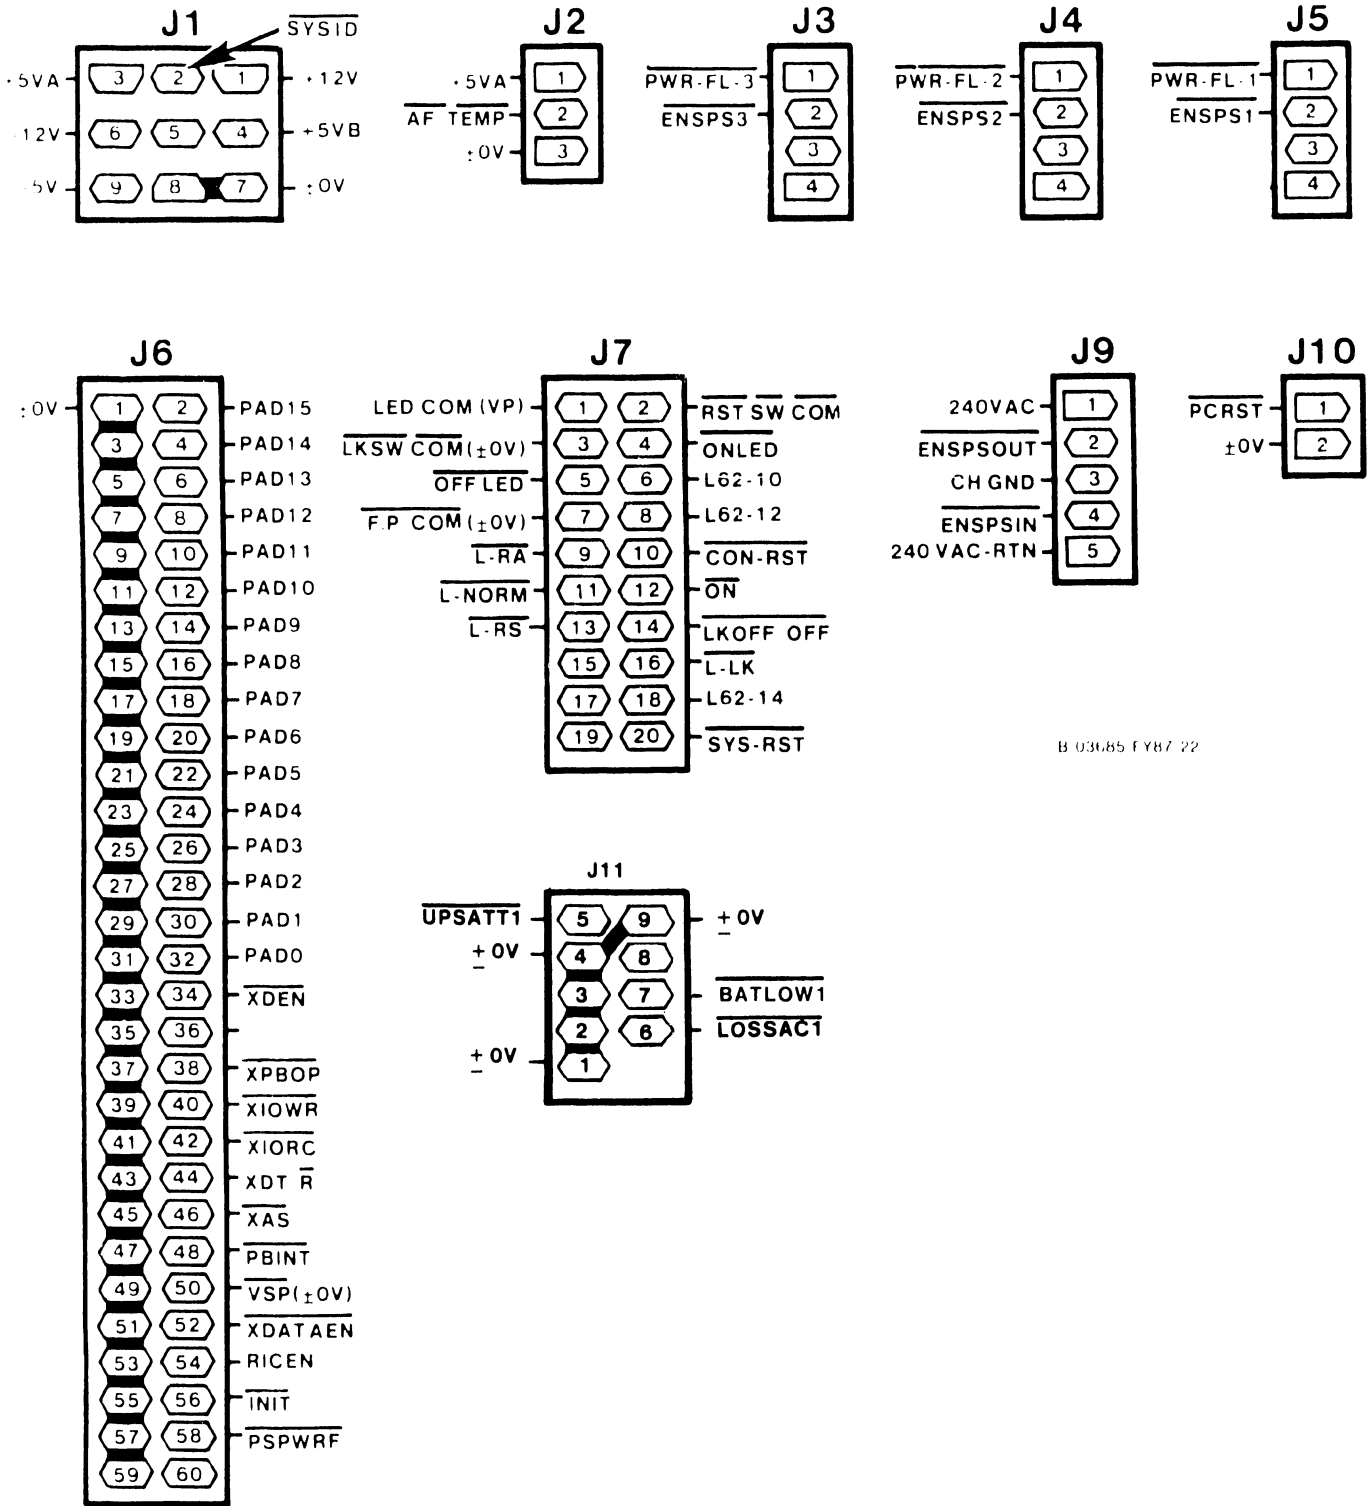 J1 SYSID J2 J3 J4 J5
+5VA 3 2 1 +12V
-12V 6 5 4 +5VB
-5V 9 8 7 ±0V
+5VA 1
AF TEMP 2
±0V 3
PWR-FL-3 1
ENSPS3 2
3
4
PWR-FL-2 1
ENSPS2 2
3
4
PWR-FL-1 1
ENSPS1 2
3
4
J6
±0V 1 2 PAD15
3 4 PAD14
5 6 PAD13
7 8 PAD12
9 10 PAD11
11 12 PAD10
13 14 PAD9
15 16 PAD8
17 18 PAD7
19 20 PAD6
21 22 PAD5
23 24 PAD4
25 26 PAD3
27 28 PAD2
29 30 PAD1
31 32 PAD0
33 34 XDEN
35 36
37 38 XPBOP
39 40 XIOWR
41 42 XIORC
43 44 XDT R
45 46 XAS
47 48 PBINT
49 50 VSP(±0V)
51 52 XDATAEN
53 54 RICEN
55 56 INIT
57 58 PSPWRF
59 60
J7
LED COM (VP) 1 2 RST SW COM
LKSW COM (±0V) 3 4 ONLED
OFF LED 5 6 L62-10
F.P COM (±0V) 7 8 L62-12
L-RA 9 10 CON-RST
L-NORM 11 12 ON
L-RS 13 14 LKOFF OFF
15 16 L-LK
17 18 L62-14
19 20 SYS-RST
J9
240VAC 1
ENSPSOUT 2
CH GND 3
ENSPSIN 4
240 VAC-RTN 5
J10
PCRST 1
±0V 2
B-03685 FY87-22
J11
UPSATT1 5 9 ±0V
±0V 4 8
3 7 BATLOW1
2 6 LOSSAC1
±0V 1